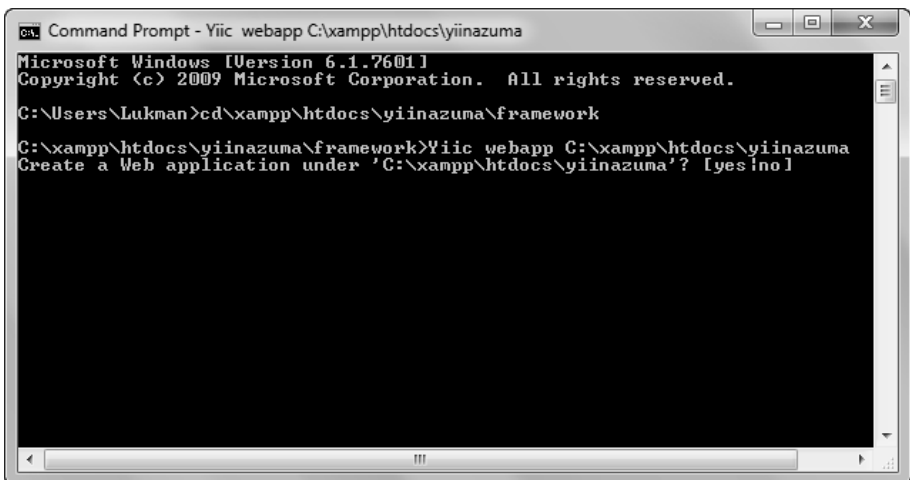 Command Prompt - Yiic webapp C:\xampp\htdocs\yiinazuma
Microsoft Windows [Version 6.1.7601]
Copyright (c) 2009 Microsoft Corporation. All rights reserved.
C:\Users\Lukman>cd\xampp\htdocs\yiinazuma\framework
C:\xampp\htdocs\yiinazuma\framework>Yiic webapp C:\xampp\htdocs\yiinazuma
Create a Web application under 'C:\xampp\htdocs\yiinazuma'? [yes|no]